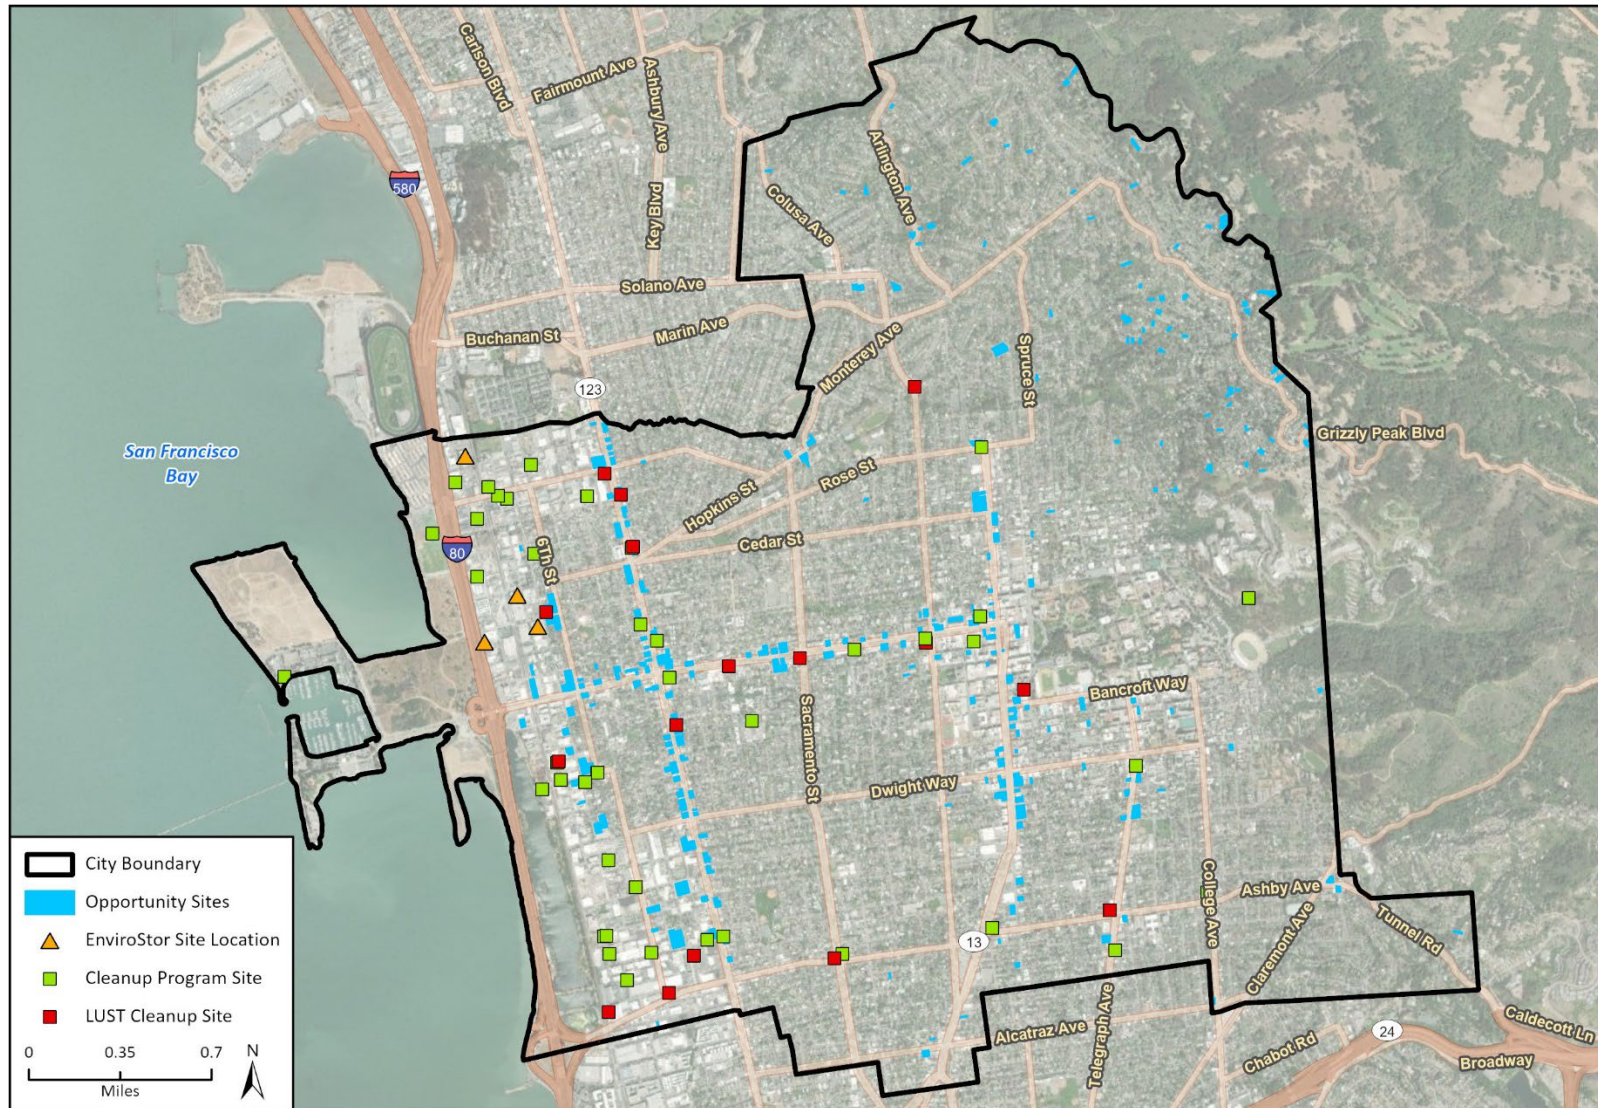 Carlson Blvd
Fairmount Ave
Ashbury Ave
Key Blvd
580
Colusa Ave
Arlington Ave
Solano Ave
Buchanan St
Marin Ave
Monterey Ave
Spruce St
123
San Francisco
Bay
Grizzly Peak Blvd
Hopkins St
Rose St
Cedar St
6Th St
80
Sacramento St
Bancroft Way
Dwight Way
College Ave
Ashby Ave
Claremont Ave
Tunnel Rd
13
Telegraph Ave
Alcatraz Ave
Chabot Rd
24
Caldecott Ln
Broadway
City Boundary
Opportunity Sites
EnviroStor Site Location
Cleanup Program Site
LUST Cleanup Site
0 0.35 0.7
Miles
N